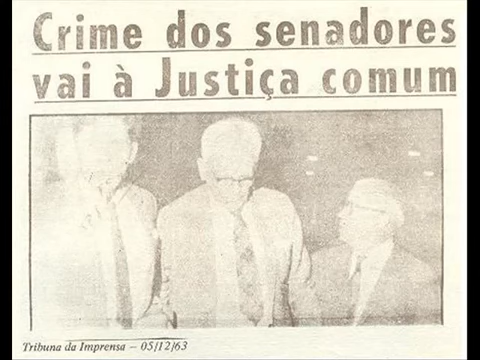 Crime dos senadores
vai à Justiça comum
Tribuna da Imprensa — 05/12/63